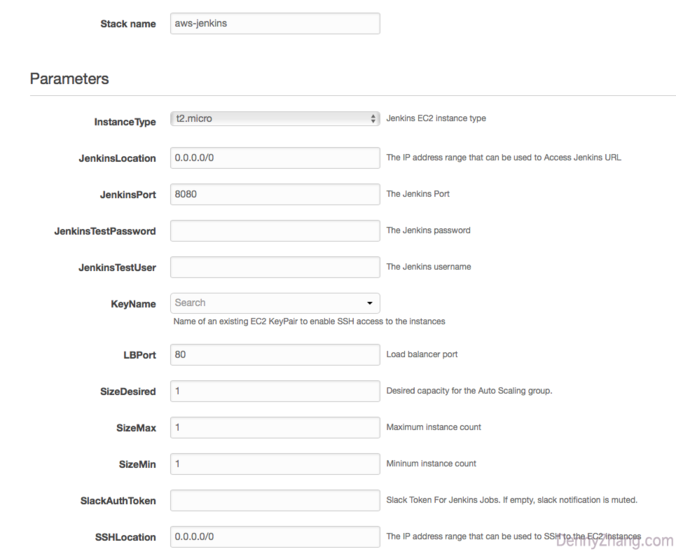 Stack name aws-jenkins
Parameters
InstanceType t2.micro Jenkins EC2 instance type
JenkinsLocation 0.0.0.0/0 The IP address range that can be used to Access Jenkins URL
JenkinsPort 8080 The Jenkins Port
JenkinsTestPassword The Jenkins password
JenkinsTestUser The Jenkins username
KeyName Search
Name of an existing EC2 KeyPair to enable SSH access to the instances
LBPort 80 Load balancer port
SizeDesired 1 Desired capacity for the Auto Scaling group.
SizeMax 1 Maximum instance count
SizeMin 1 Mininum instance count
SlackAuthToken Slack Token For Jenkins Jobs. If empty, slack notification is muted.
SSHLocation 0.0.0.0/0 The IP address range that can be used to SSH to the EC2 instances
DennyZhang.com